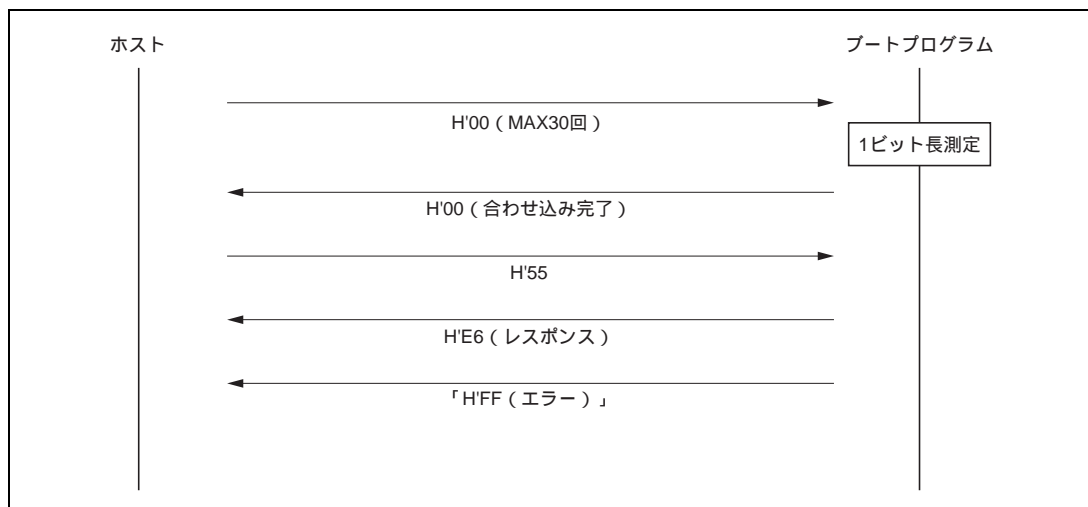 ホスト
ブートプログラム
H'00（MAX30回）
1ビット長測定
H'00（合わせ込み完了）
H'55
H'E6（レスポンス）
「H'FF（エラー）」